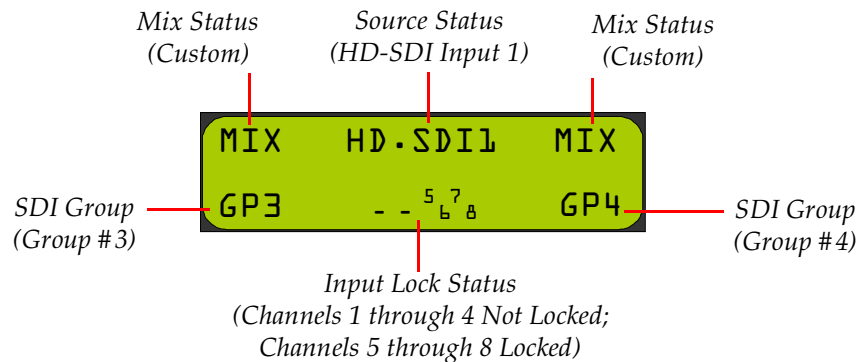 Mix Status
(Custom)
Source Status
(HD-SDI Input 1)
Mix Status
(Custom)
MIX HD.SDI1 MIX
GP3 - - 5 6 7 8 GP4
SDI Group
(Group #3)
SDI Group
(Group #4)
Input Lock Status
(Channels 1 through 4 Not Locked;
Channels 5 through 8 Locked)